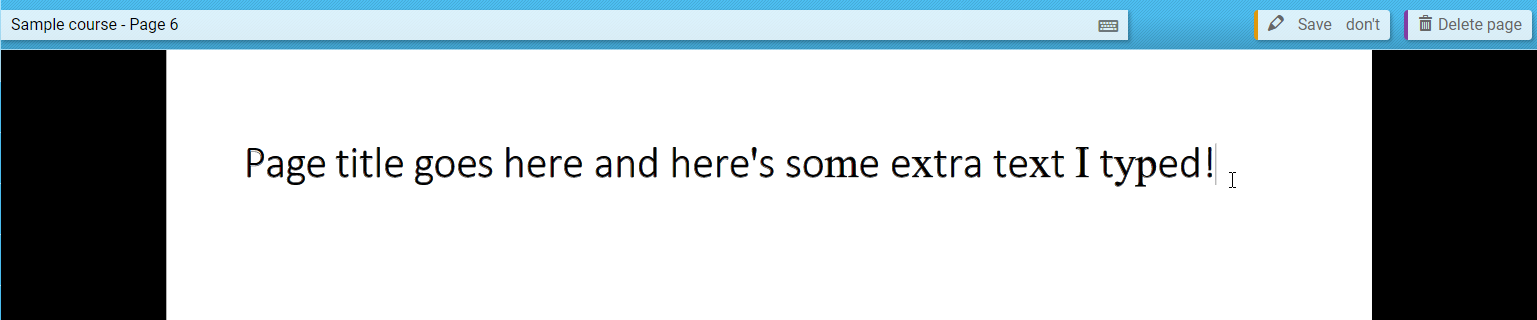 Sample course - Page 6
Save don't
Delete page
Page title goes here and here's some extra text I typed!